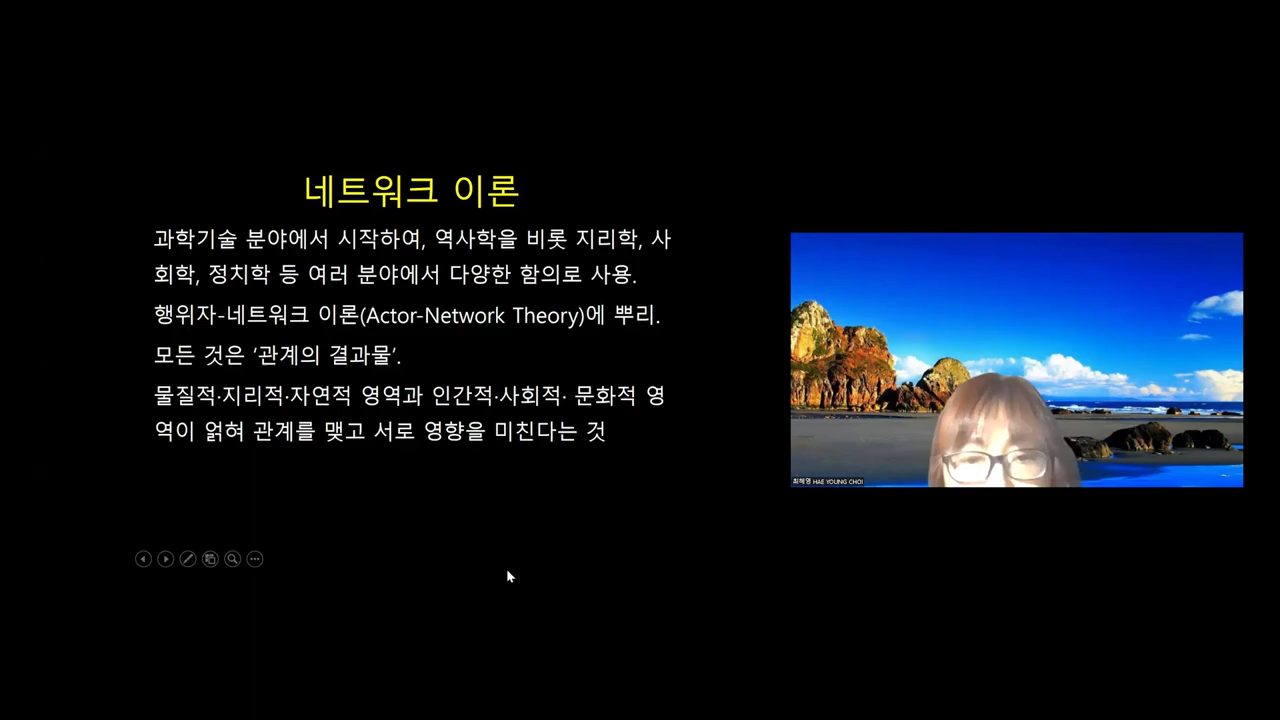 네트워크 이론
과학기술 분야에서 시작하여, 역사학을 비롯 지리학, 사
회학, 정치학 등 여러 분야에서 다양한 함의로 사용.
행위자-네트워크 이론(Actor-Network Theory)에 뿌리.
모든 것은 ‘관계의 결과물’.
물질적·지리적·자연적 영역과 인간적·사회적· 문화적 영
역이 얽혀 관계를 맺고 서로 영향을 미친다는 것
최혜영 HAE YOUNG CHOI